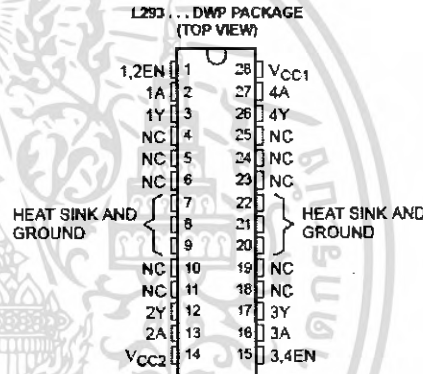 L293 . . . DWP PACKAGE
(TOP VIEW)
1,2EN 1 28 VCC1
1A 2 27 4A
1Y 3 26 4Y
NC 4 25 NC
NC 5 24 NC
NC 6 23 NC
7 22
HEAT SINK AND GROUND 8 21 HEAT SINK AND GROUND
9 20
NC 10 19 NC
NC 11 18 NC
2Y 12 17 3Y
2A 13 16 3A
VCC2 14 15 3,4EN